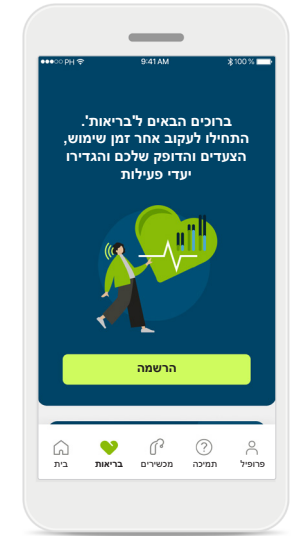 ●●●○○ PH 9:41 AM 100 %
ברוכים הבאים ל'בריאות'.
התחילו לעקוב אחר זמן שימוש,
הצעדים והדופק שלכם והגדירו
יעדי פעילות
הרשמה
פרופיל תמיכה מכשירים בריאות בית